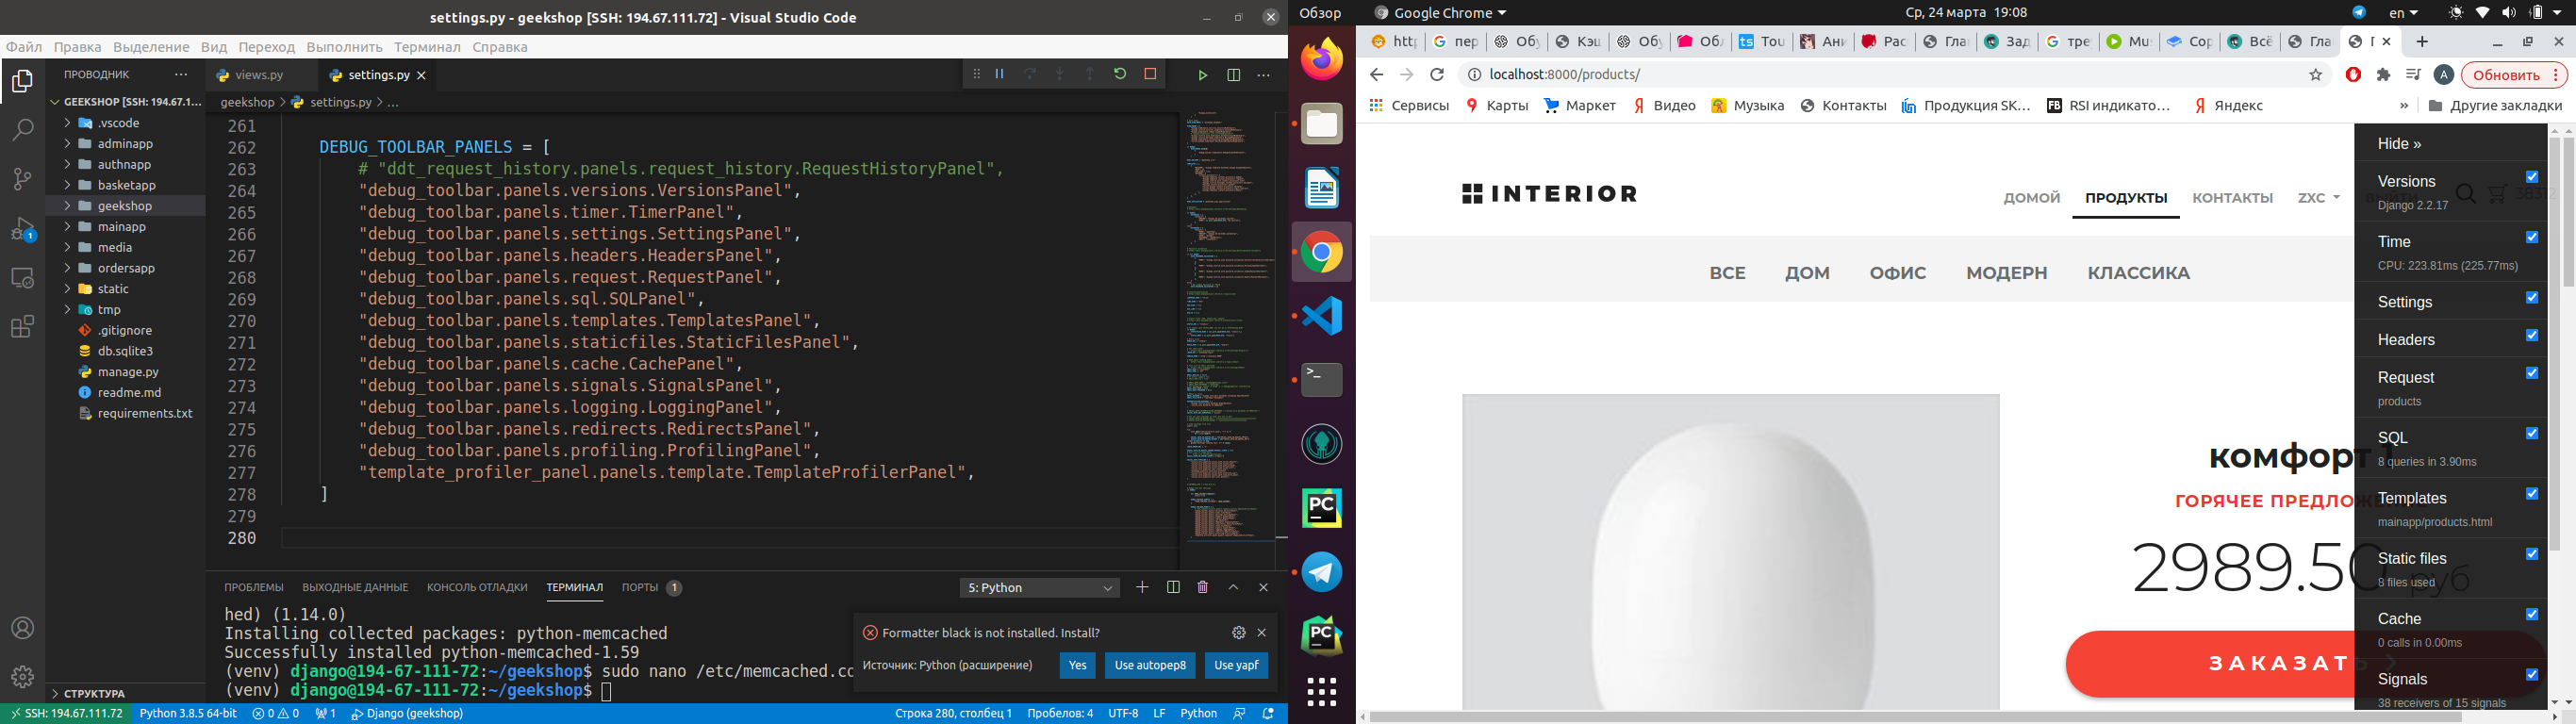 settings.py - geekshop [SSH: 194.67.111.72] - Visual Studio Code
Файл Правка Выделение Вид Переход Выполнить Терминал Справка
ПРОВОДНИК
GEEKSHOP [SSH: 194.67.1...
.vscode
adminapp
authnapp
basketapp
geekshop
mainapp
media
ordersapp
static
tmp
.gitignore
db.sqlite3
manage.py
readme.md
requirements.txt
СТРУКТУРА
1
views.py
settings.py
geekshop > settings.py > ...
261
262 DEBUG_TOOLBAR_PANELS = [
263 # "ddt_request_history.panels.request_history.RequestHistoryPanel",
264 "debug_toolbar.panels.versions.VersionsPanel",
265 "debug_toolbar.panels.timer.TimerPanel",
266 "debug_toolbar.panels.settings.SettingsPanel",
267 "debug_toolbar.panels.headers.HeadersPanel",
268 "debug_toolbar.panels.request.RequestPanel",
269 "debug_toolbar.panels.sql.SQLPanel",
270 "debug_toolbar.panels.templates.TemplatesPanel",
271 "debug_toolbar.panels.staticfiles.StaticFilesPanel",
272 "debug_toolbar.panels.cache.CachePanel",
273 "debug_toolbar.panels.signals.SignalsPanel",
274 "debug_toolbar.panels.logging.LoggingPanel",
275 "debug_toolbar.panels.redirects.RedirectsPanel",
276 "debug_toolbar.panels.profiling.ProfilingPanel",
277 "template_profiler_panel.panels.template.TemplateProfilerPanel",
278 ]
279
280
ПРОБЛЕМЫ ВЫХОДНЫЕ ДАННЫЕ КОНСОЛЬ ОТЛАДКИ ТЕРМИНАЛ ПОРТЫ 1
5: Python
hed) (1.14.0)
Installing collected packages: python-memcached
Successfully installed python-memcached-1.59
(venv) django@194-67-111-72:~/geekshop$ sudo nano /etc/memcached.co
(venv) django@194-67-111-72:~/geekshop$
Formatter black is not installed. Install?
Источник: Python (расширение)
Yes
Use autopep8
Use yapf
SSH: 194.67.111.72 Python 3.8.5 64-bit 0 0 1 Django (geekshop)
Строка 280, столбец 1 Пробелов: 4 UTF-8 LF Python
Обзор Google Chrome Ср, 24 марта 19:08 en
http пер Обу Кэш Обу Обл Tou Ани Рас Гла Зад тре Mus Сор Всё Гла
localhost:8000/products/
A
Обновить
Сервисы Карты Маркет Видео Музыка Контакты Продукция SK... RSI индикато... Яндекс » Другие закладки
INTERIOR
ДОМОЙ ПРОДУКТЫ КОНТАКТЫ ZXC
ВСЕ ДОМ ОФИС МОДЕРН КЛАССИКА
комфорт 1
ГОРЯЧЕЕ ПРЕДЛОЖЕНИЕ
2989.50 руб
ЗАКАЗАТЬ
Hide »
Versions
Django 2.2.17
Time
CPU: 223.81ms (225.77ms)
Settings
Headers
Request
products
SQL
8 queries in 3.90ms
Templates
mainapp/products.html
Static files
8 files used
Cache
0 calls in 0.00ms
Signals
38 receivers of 15 signals